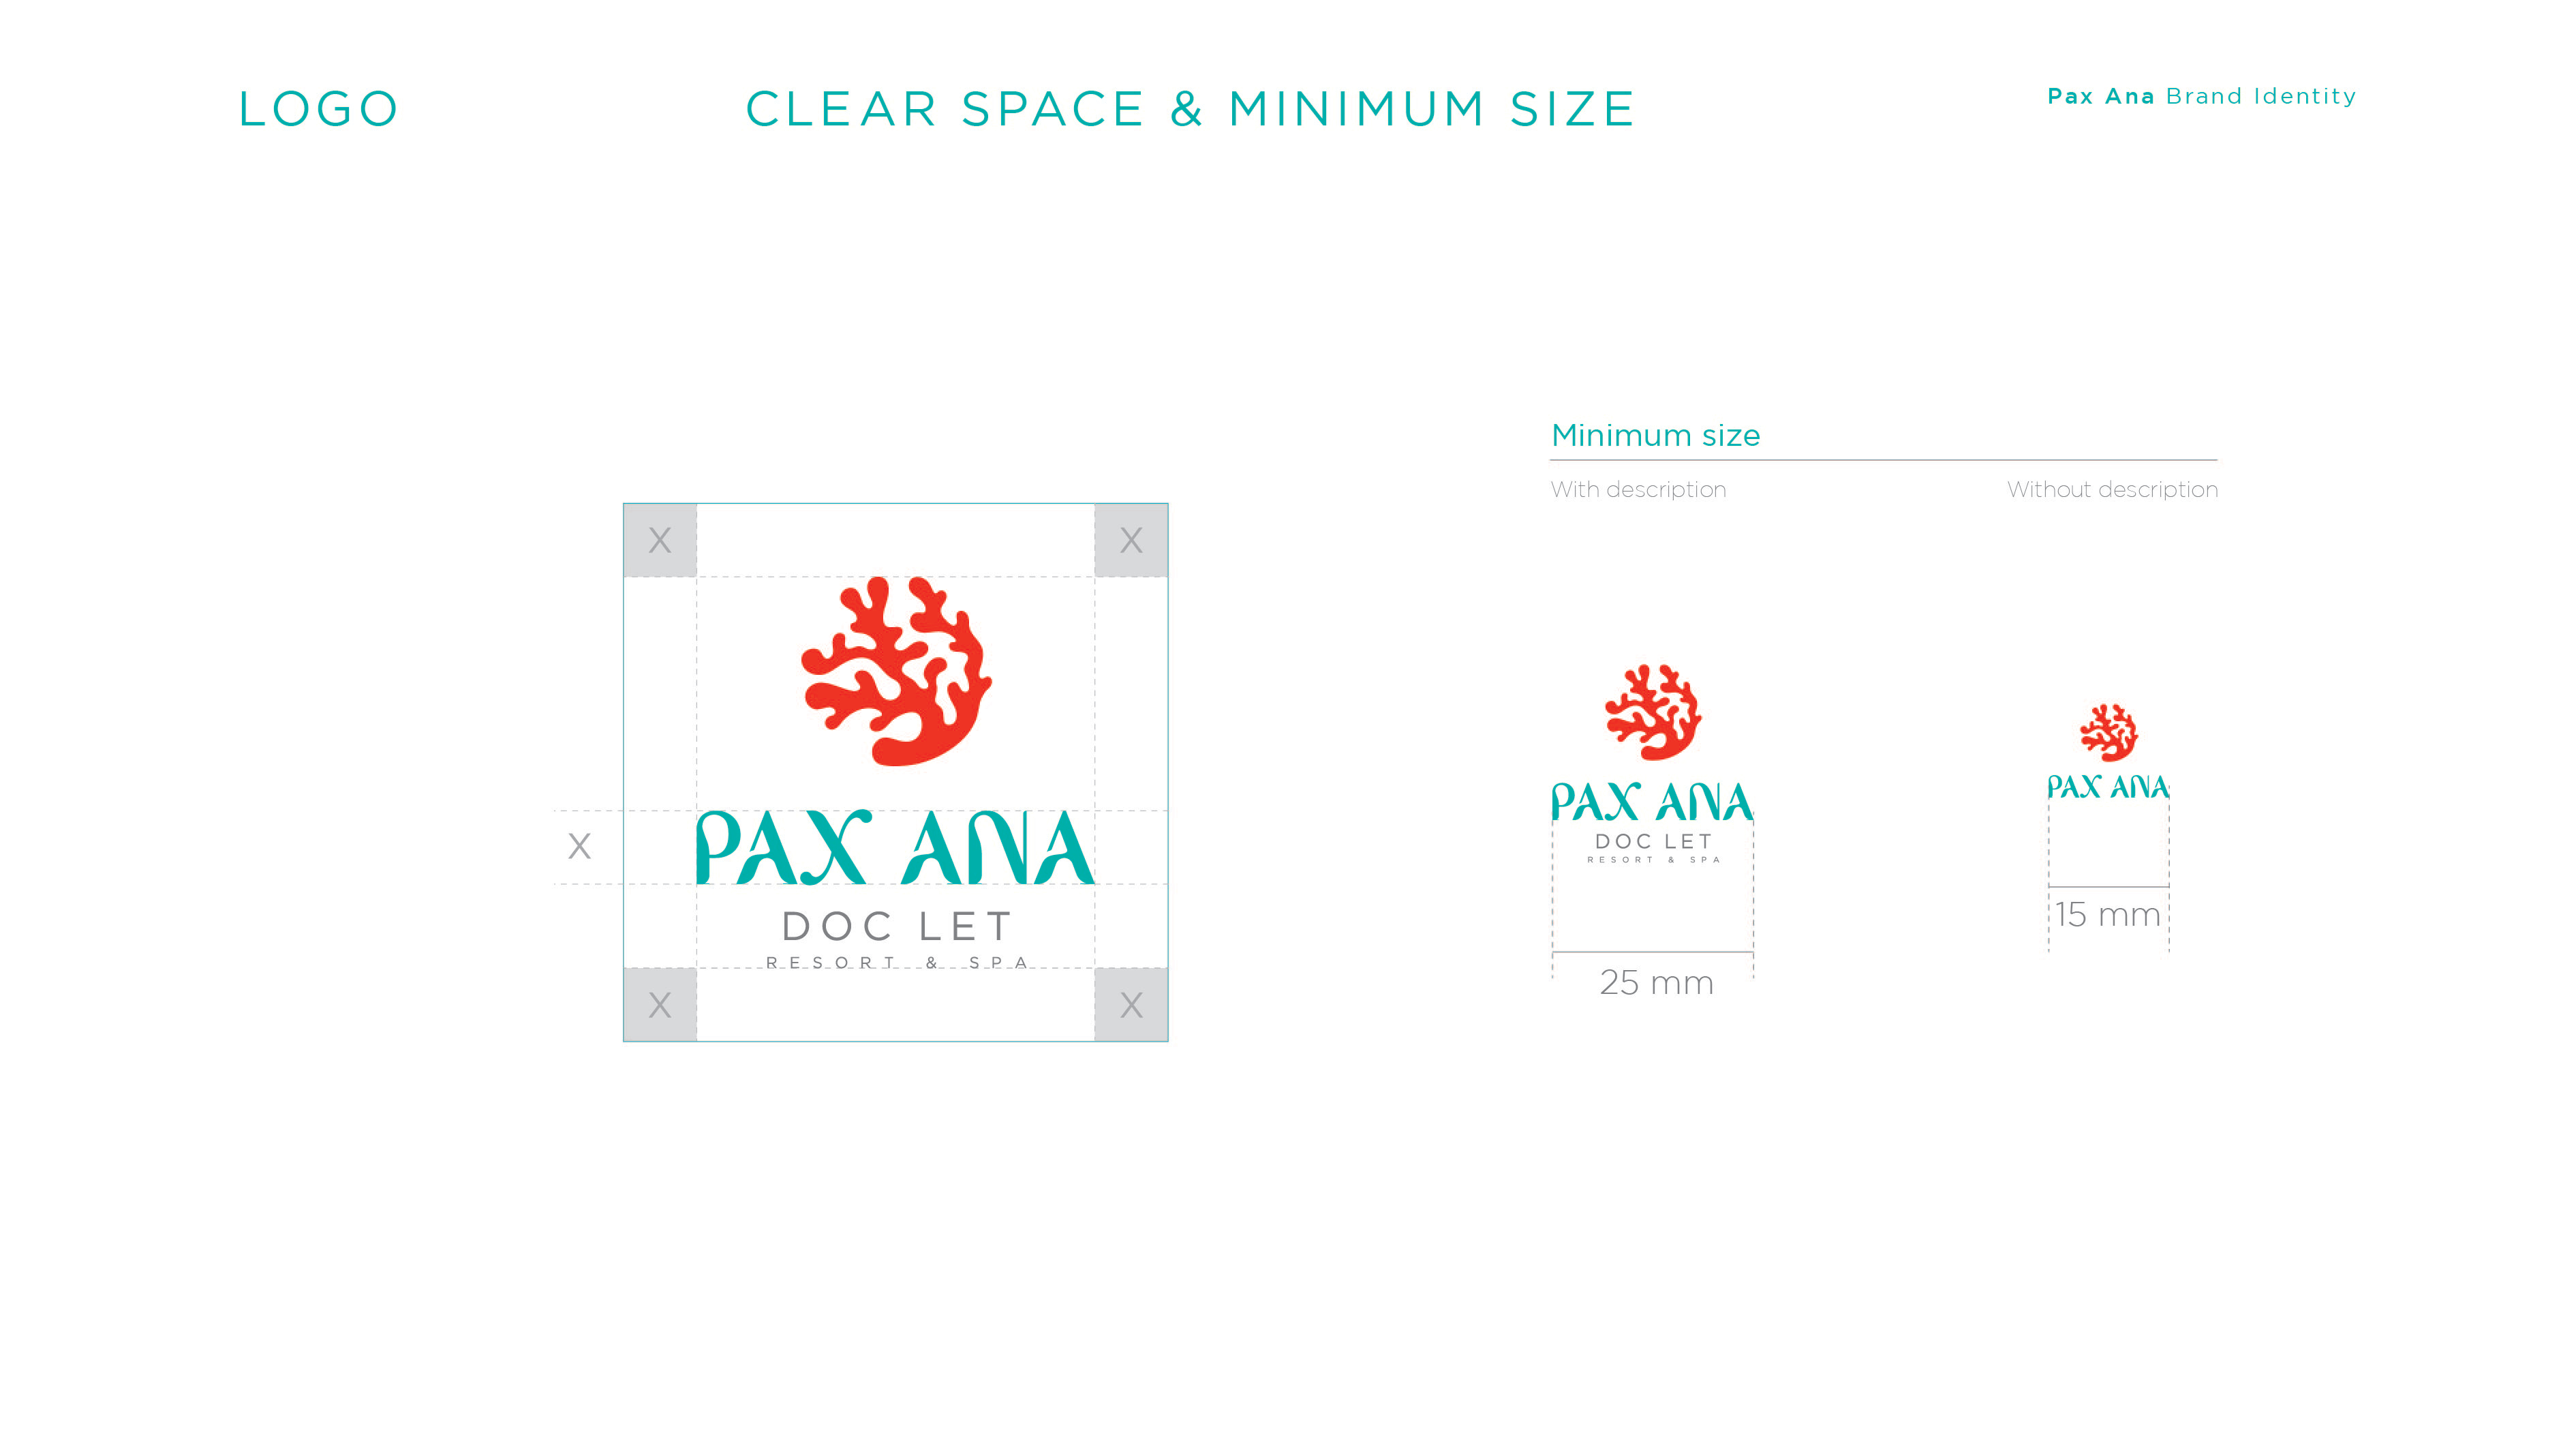 LOGO
CLEAR SPACE & MINIMUM SIZE
Pax Ana Brand Identity
X
X
PAX ANA
X
DOC LET
RESORT & SPA
X
X
Minimum size
With description
Without description
PAX ANA
DOC LET
RESORT & SPA
25 mm
PAX ANA
15 mm